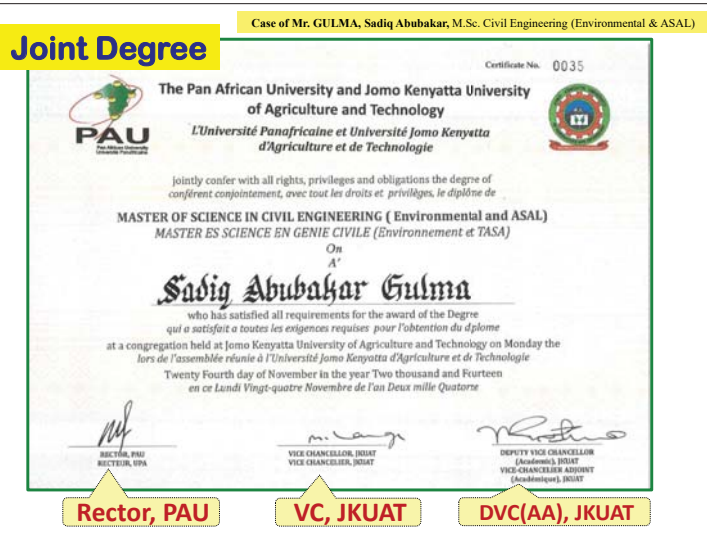 Case of Mr. GULMA, Sadiq Abubakar, M.Sc. Civil Engineering (Environmental & ASAL)
Joint Degree
Certificate No. 0035
The Pan African University and Jomo Kenyatta University
of Agriculture and Technology
L'Université Panafricaine et Université Jomo Kenyatta
d'Agriculture et de Technologie
PAU
Pan African University
Université Panafricaine
jointly confer with all rights, privileges and obligations the degree of
confèrent conjointement, avec tout les droits et privilèges, le diplôme de
MASTER OF SCIENCE IN CIVIL ENGINEERING ( Environmental and ASAL)
MASTER ES SCIENCE EN GENIE CIVILE (Environnement et TASA)
On
A'
Sadiq Abubakar Gulma
who has satisfied all requirements for the award of the Degree
qui a satisfait a toutes les exigences requises pour l'obtention du dplome
at a congregation held at Jomo Kenyatta University of Agriculture and Technology on Monday the
lors de l'assemblée réunie à l'Université Jomo Kenyatta d'Agriculture et de Technologie
Twenty Fourth day of November in the year Two thousand and Fourteen
en ce Lundi Vingt-quatre Novembre de l'an Deux mille Quatorze
RECTOR, PAU
RECTEUR, UPA
VICE CHANCELLOR, JKUAT
VICE CHANCELIER, JKUAT
DEPUTY VICE CHANCELLOR
(Academic), JKUAT
VICE-CHANCELIER ADJOINT
(Académique), JKUAT
Rector, PAU
VC, JKUAT
DVC(AA), JKUAT